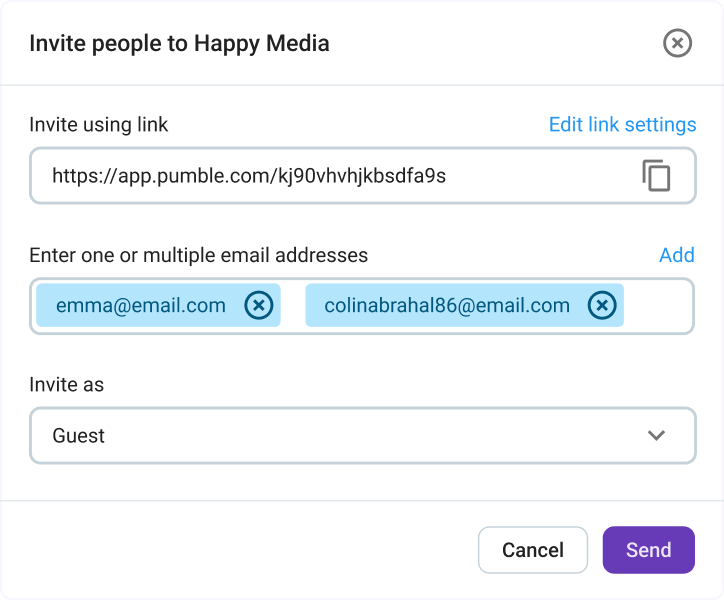 Invite people to Happy Media
Invite using link
Edit link settings
https://app.pumble.com/kj90vhvhjkbsdfa9s
Enter one or multiple email addresses
Add
emma@email.com
colinabrahal86@email.com
Invite as
Guest
Cancel
Send